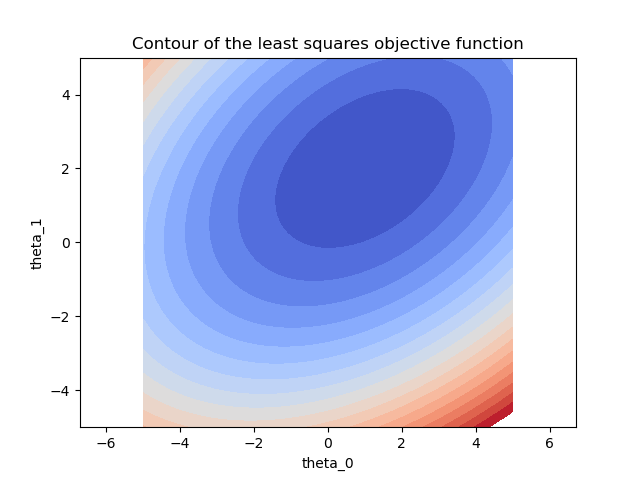 Contour of the least squares objective function
theta_1
4
2
0
−2
−4
−6 −4 −2 0 2 4 6
theta_0